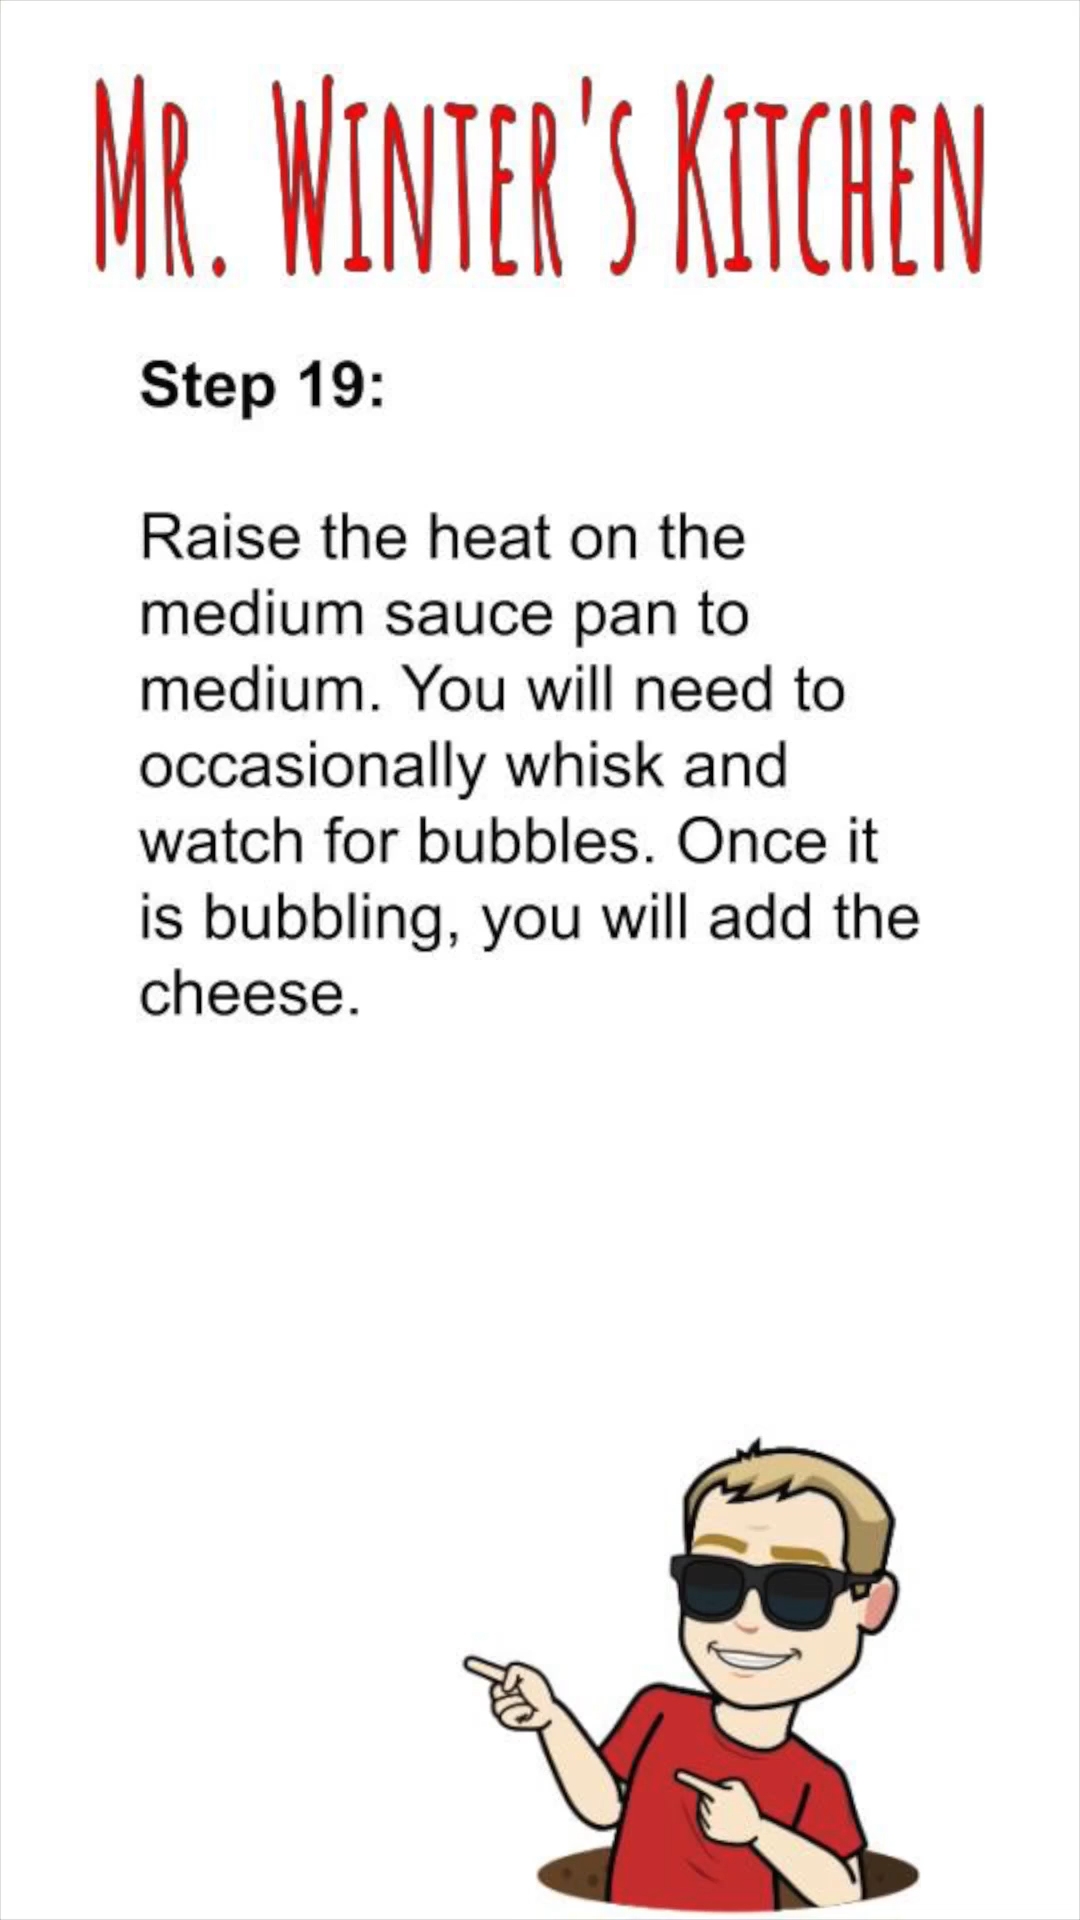 Mr. Winter's Kitchen
Step 19:
Raise the heat on the
medium sauce pan to
medium. You will need to
occasionally whisk and
watch for bubbles. Once it
is bubbling, you will add the
cheese.